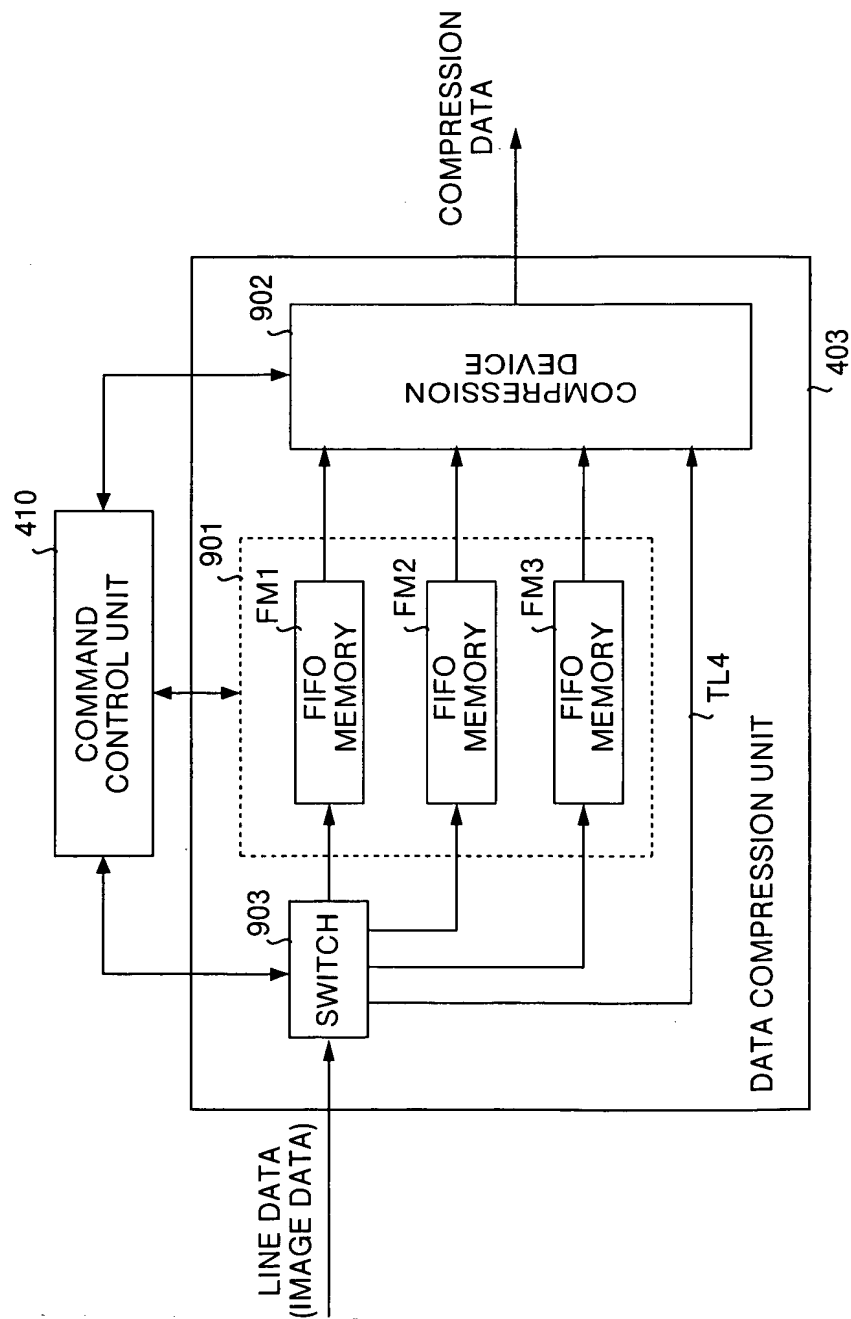 410
COMMAND
CONTROL UNIT
LINE DATA
(IMAGE DATA)
903
SWITCH
901
FM1
FIFO
MEMORY
FM2
FIFO
MEMORY
FM3
FIFO
MEMORY
TL4
902
COMPRESSION
DEVICE
COMPRESSION
DATA
DATA COMPRESSION UNIT
403